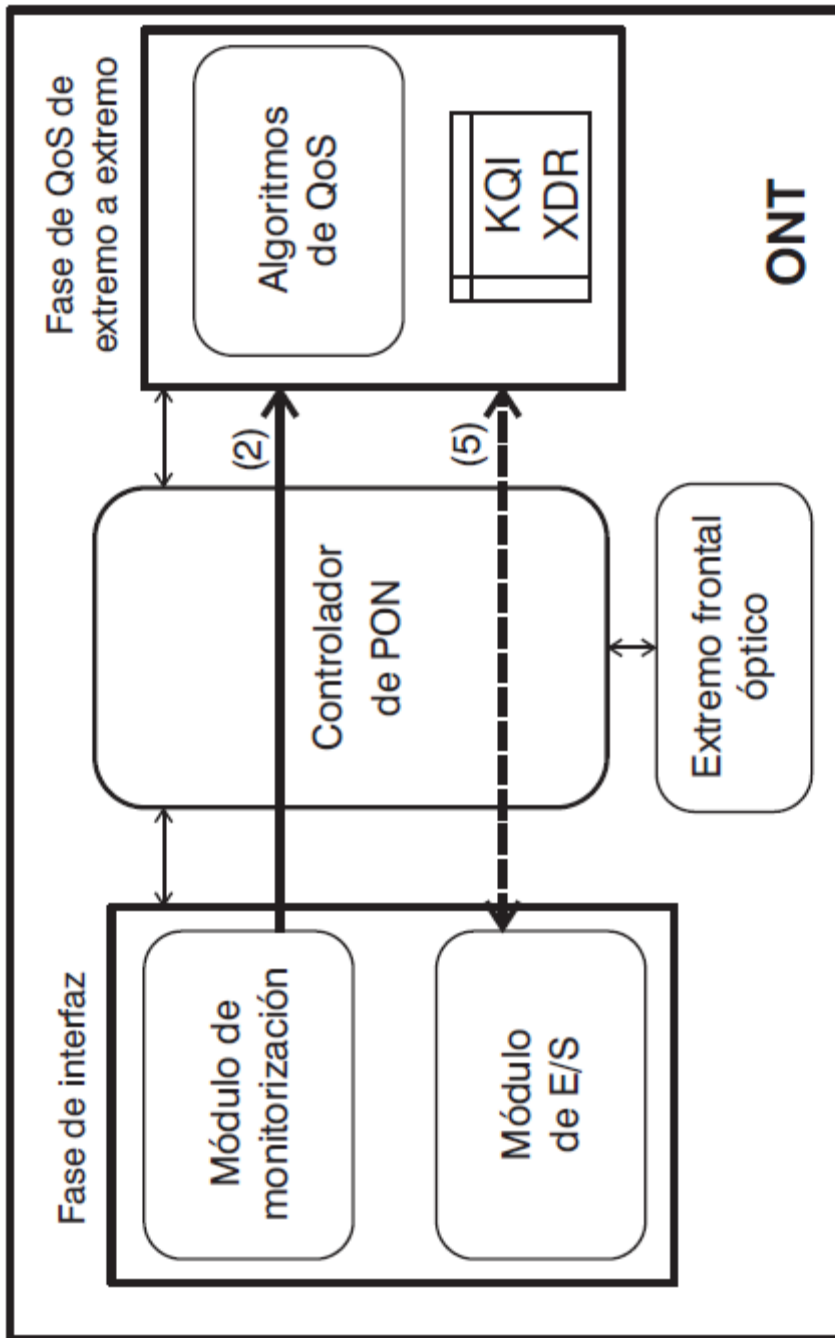 Fase de interfaz
Módulo de
monitorización
Módulo
de E/S
Controlador
de PON
Extremo frontal
óptico
(2)
(5)
Fase de QoS de
extremo a extremo
Algoritmos
de QoS
KQI
XDR
ONT